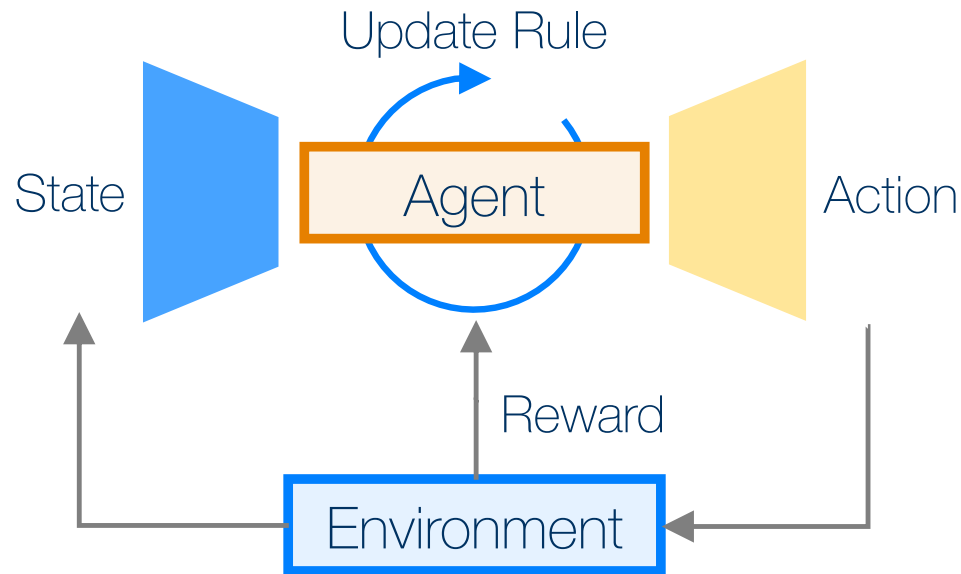 Update Rule
State
Agent
Action
Reward
Environment